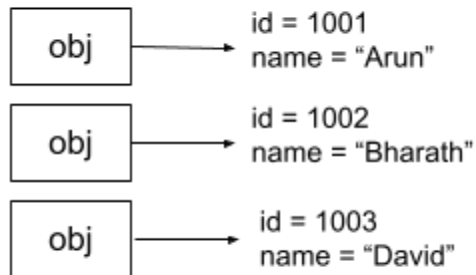 obj
id = 1001
name = “Arun”
obj
id = 1002
name = “Bharath”
obj
id = 1003
name = “David”